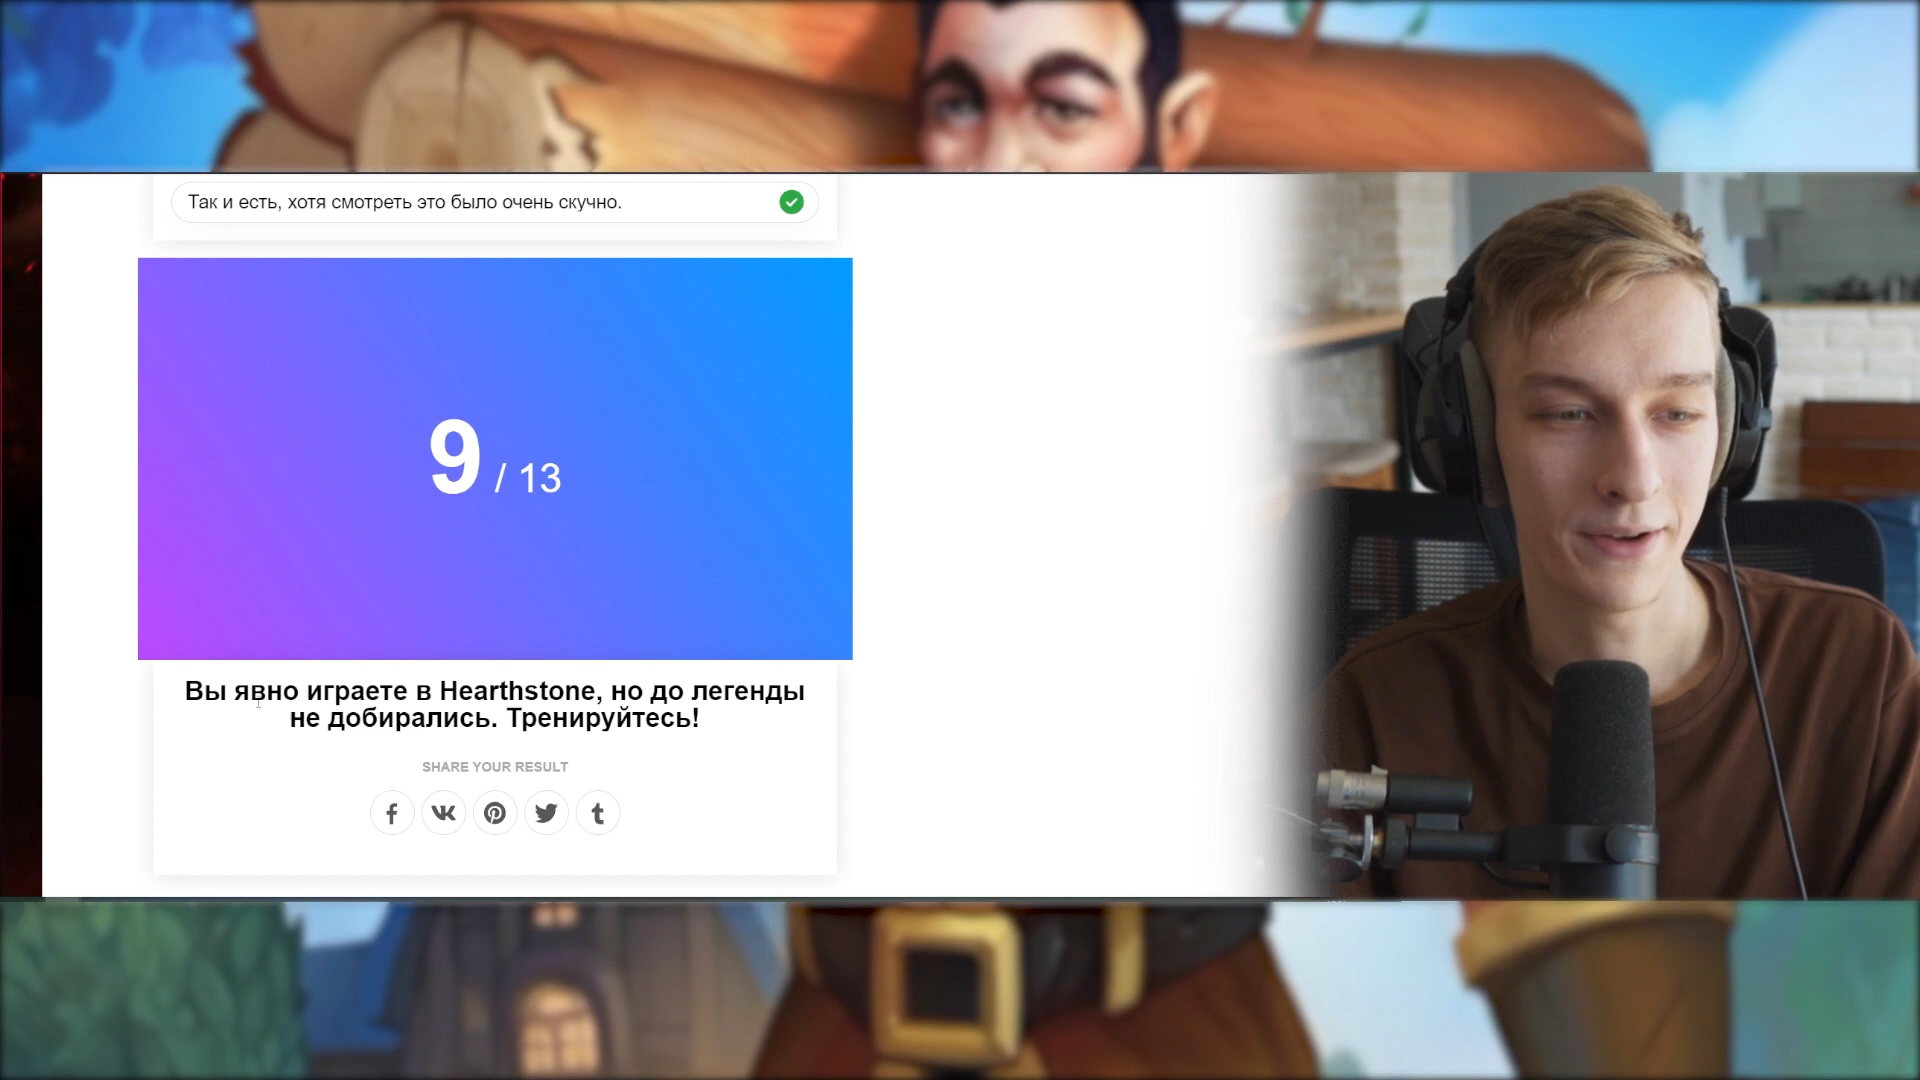 Так и есть, хотя смотреть это было очень скучно.
9 / 13
Вы явно играете в Hearthstone, но до легенды
не добирались. Тренируйтесь!
SHARE YOUR RESULT